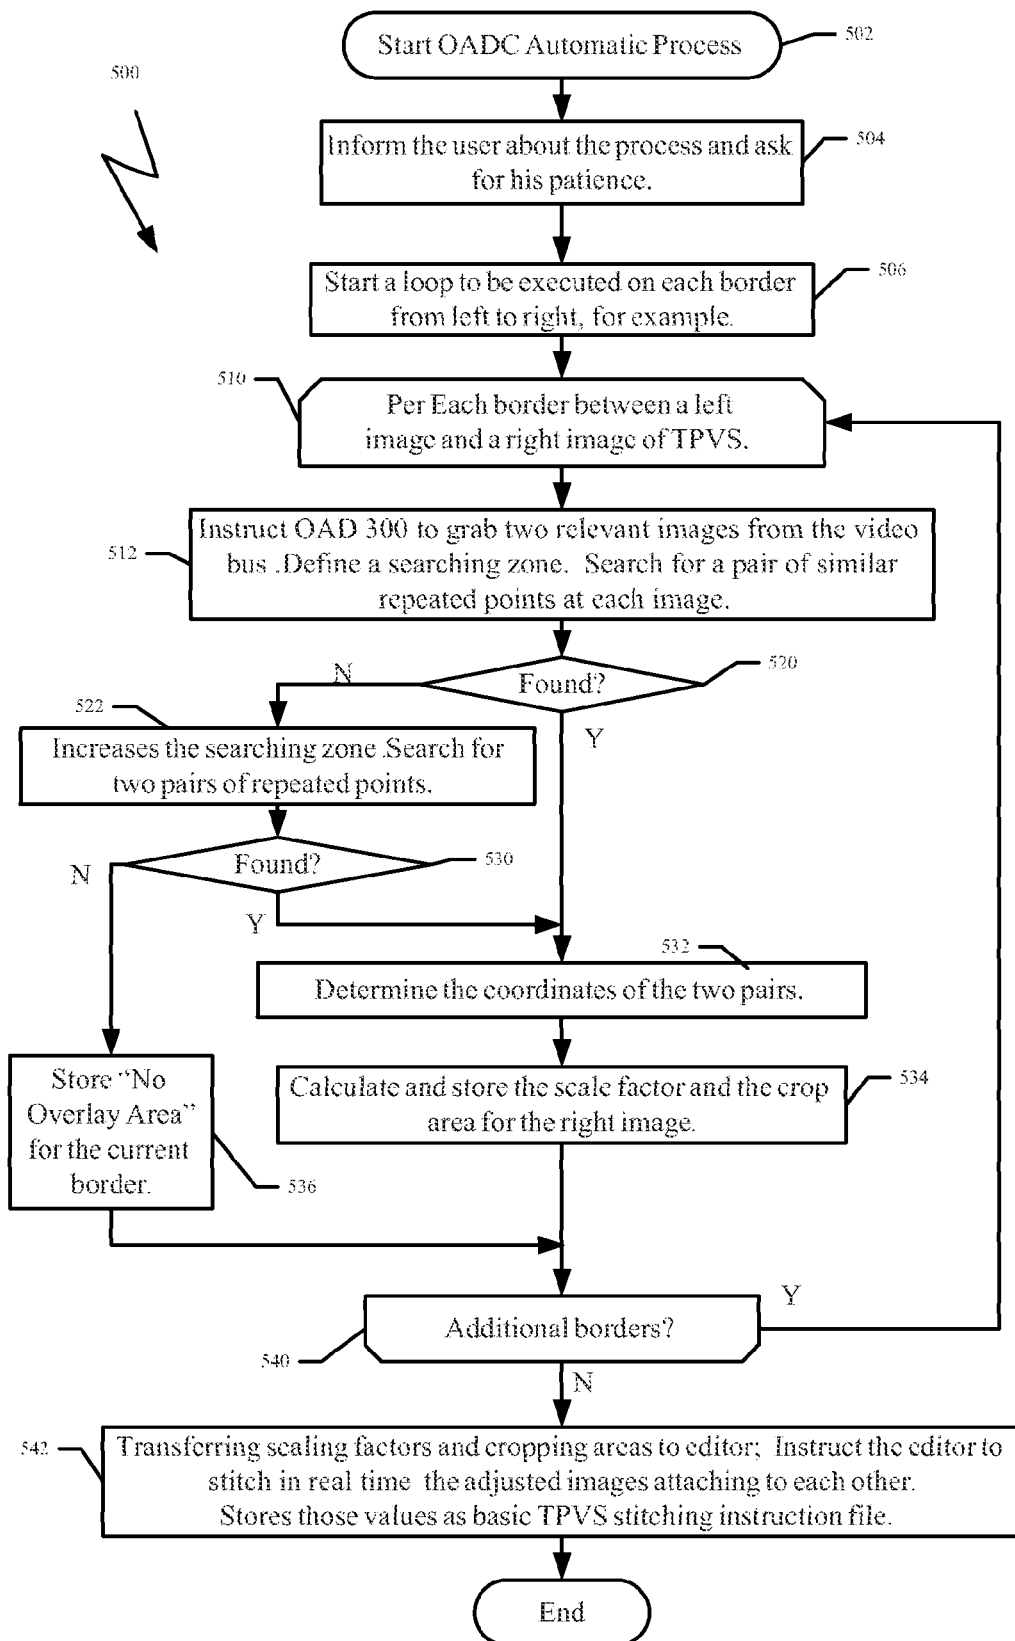 Start OADC Automatic Process
502
500
Inform the user about the process and ask
for his patience.
504
Start a loop to be executed on each border
from left to right, for example.
506
510
Per Each border between a left
image and a right image of TPVS.
512
Instruct OAD 300 to grab two relevant images from the video
bus .Define a searching zone. Search for a pair of similar
repeated points at each image.
N
Found?
520
Y
522
Increases the searching zone .Search for
two pairs of repeated points.
N
Found?
530
Y
532
Determine the coordinates of the two pairs.
Store “No
Overlay Area”
for the current
border.
536
Calculate and store the scale factor and the crop
area for the right image.
534
Additional borders?
Y
540
N
542
Transferring scaling factors and cropping areas to editor; Instruct the editor to
stitch in real time the adjusted images attaching to each other.
Stores those values as basic TPVS stitching instruction file.
End